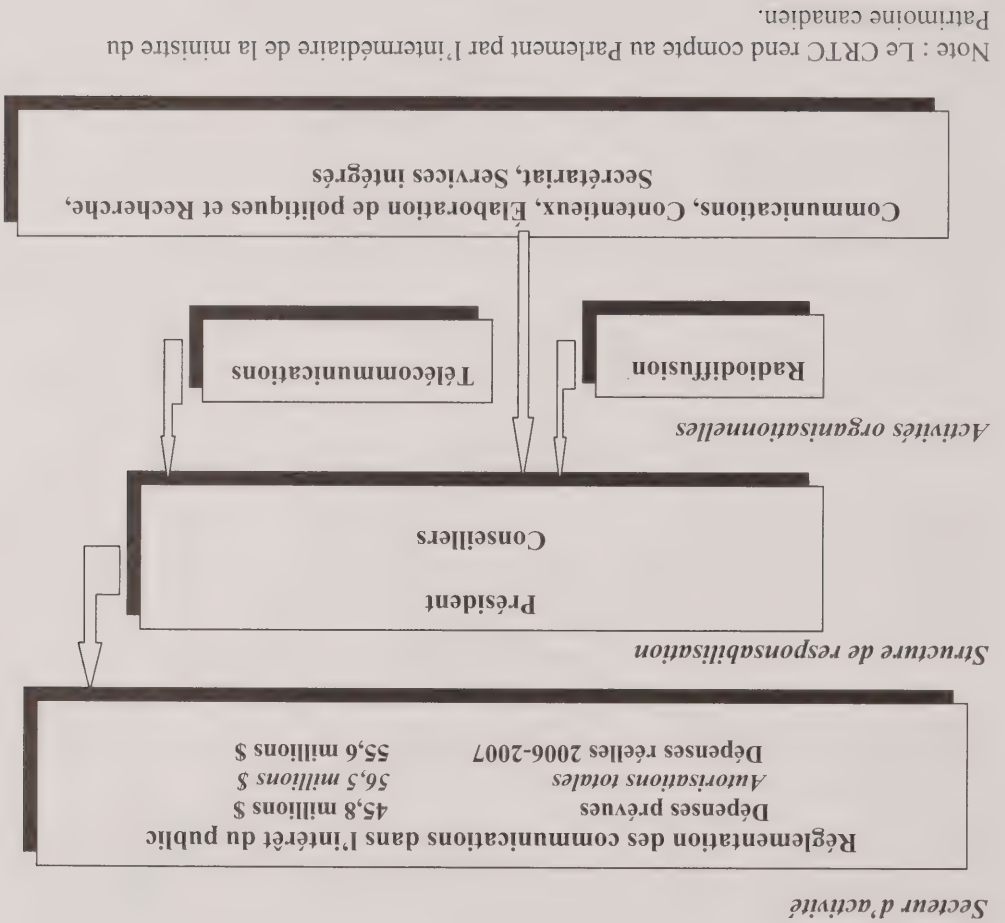 Secteur d'activité
Réglementation des communications dans l'intérêt du public
Dépenses prévues 45,8 millions $
Autorisations totales 56,5 millions $
Dépenses réelles 2006-2007 55,6 millions $
Structure de responsabilisation
Président
Conseillers
Activités organisationnelles
Radiodiffusion
Télécommunications
Communications, Contentieux, Élaboration de politiques et Recherche,
Secrétariat, Services intégrés
Note : Le CRTC rend compte au Parlement par l'intermédiaire de la ministre du
Patrimoine canadien.